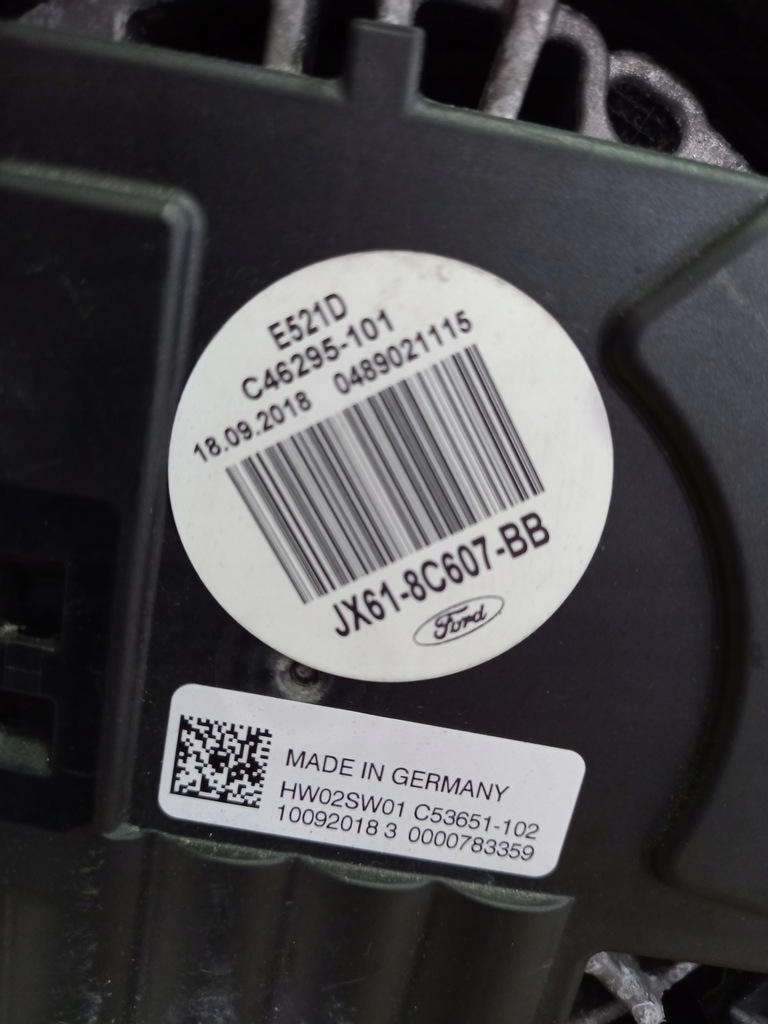 E521D
C46295-101
18.09.2018 0489021115
JX61-8C607-BB
Ford
MADE IN GERMANY
HW02SW01 C53651-102
10092018 3 0000783359